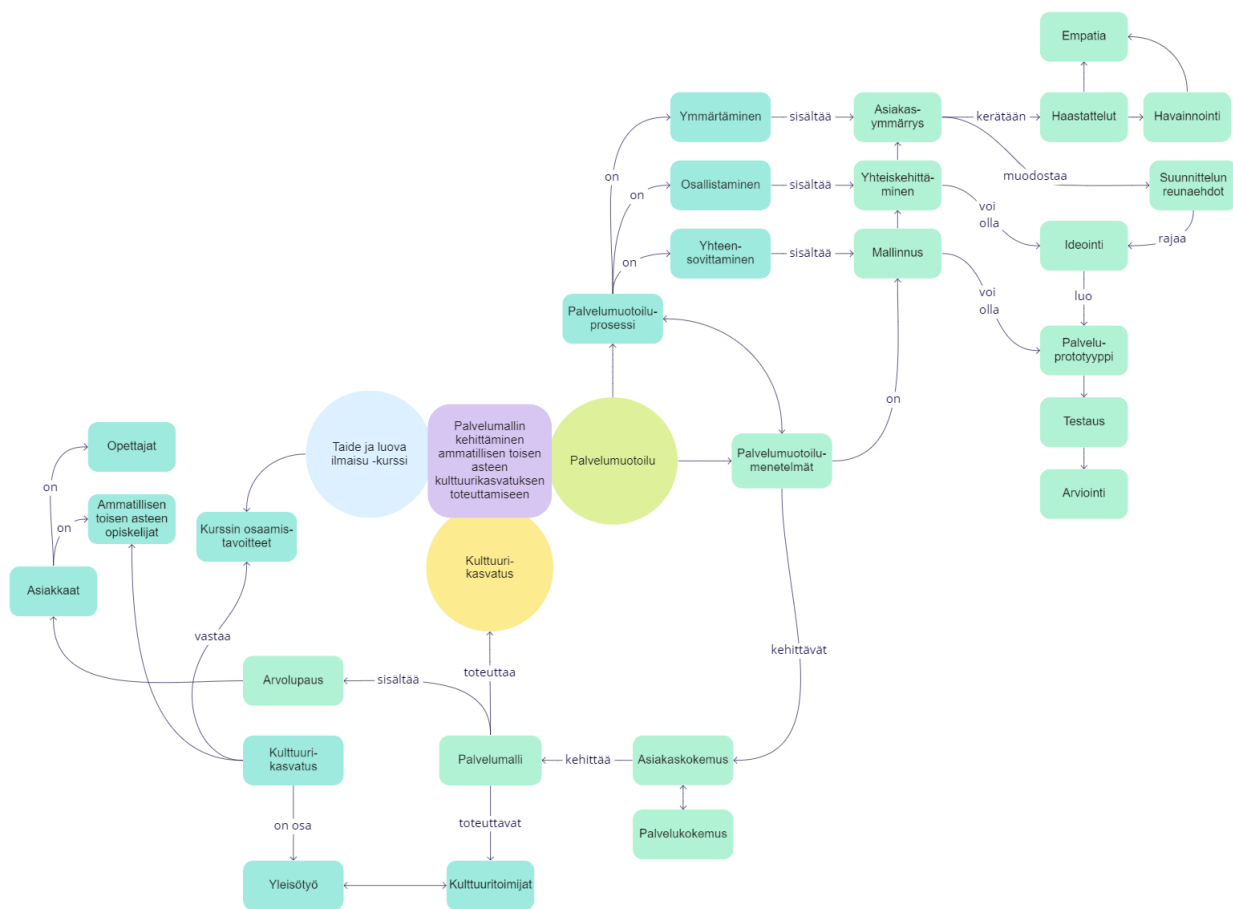 Empatia
Ymmärtäminen
sisältää
Asiakas-
ymmärrys
kerätään
Haastattelut
Havainnointi
on
muodostaa
Osallistaminen
sisältää
Yhteiskehittä-
minen
Suunnittelun
reunaehdot
on
voi
olla
Yhteen-
sovittaminen
sisältää
Mallinnus
Ideointi
rajaa
on
voi
olla
luo
Palvelumuotoilu-
prosessi
Palvelu-
prototyyppi
on
Testaus
Arviointi
Taide ja luova
ilmaisu -kurssi
Palvelumallin
kehittäminen
ammatillisen toisen
asteen
kulttuurikasvatuksen
toteuttamiseen
Palvelumuotoilu
Palvelumuotoilu-
menetelmät
Opettajat
on
Ammatillisen
toisen asteen
opiskelijat
on
Kurssin osaamis-
tavoitteet
Kulttuuri-
kasvatus
Asiakkaat
vastaa
toteuttaa
kehittävät
Arvolupaus
sisältää
Kulttuuri-
kasvatus
Palvelumalli
kehittää
Asiakaskokemus
on osa
toteuttavat
Palvelukokemus
Yleisötyö
Kulttuuritoimijat